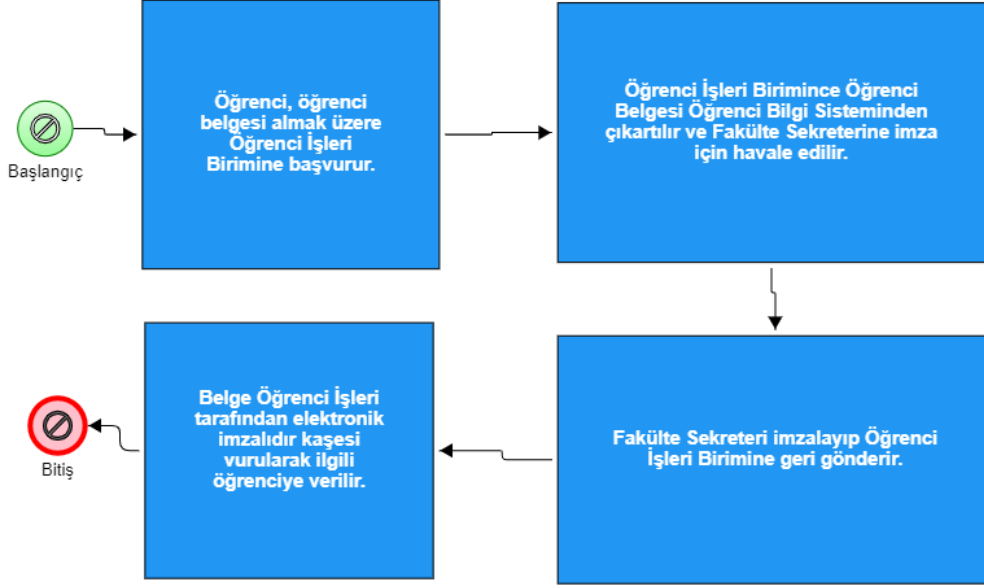 Başlangıç
Öğrenci, öğrenci
belgesi almak üzere
Öğrenci İşleri
Birimine başvurur.
Öğrenci İşleri Birimince Öğrenci
Belgesi Öğrenci Bilgi Sisteminden
çıkartılır ve Fakülte Sekreterine imza
için havale edilir.
Fakülte Sekreteri imzalayıp Öğrenci
İşleri Birimine geri gönderir.
Belge Öğrenci İşleri
tarafından elektronik
imzalıdır kaşesi
vurularak ilgili
öğrenciye verilir.
Bitiş